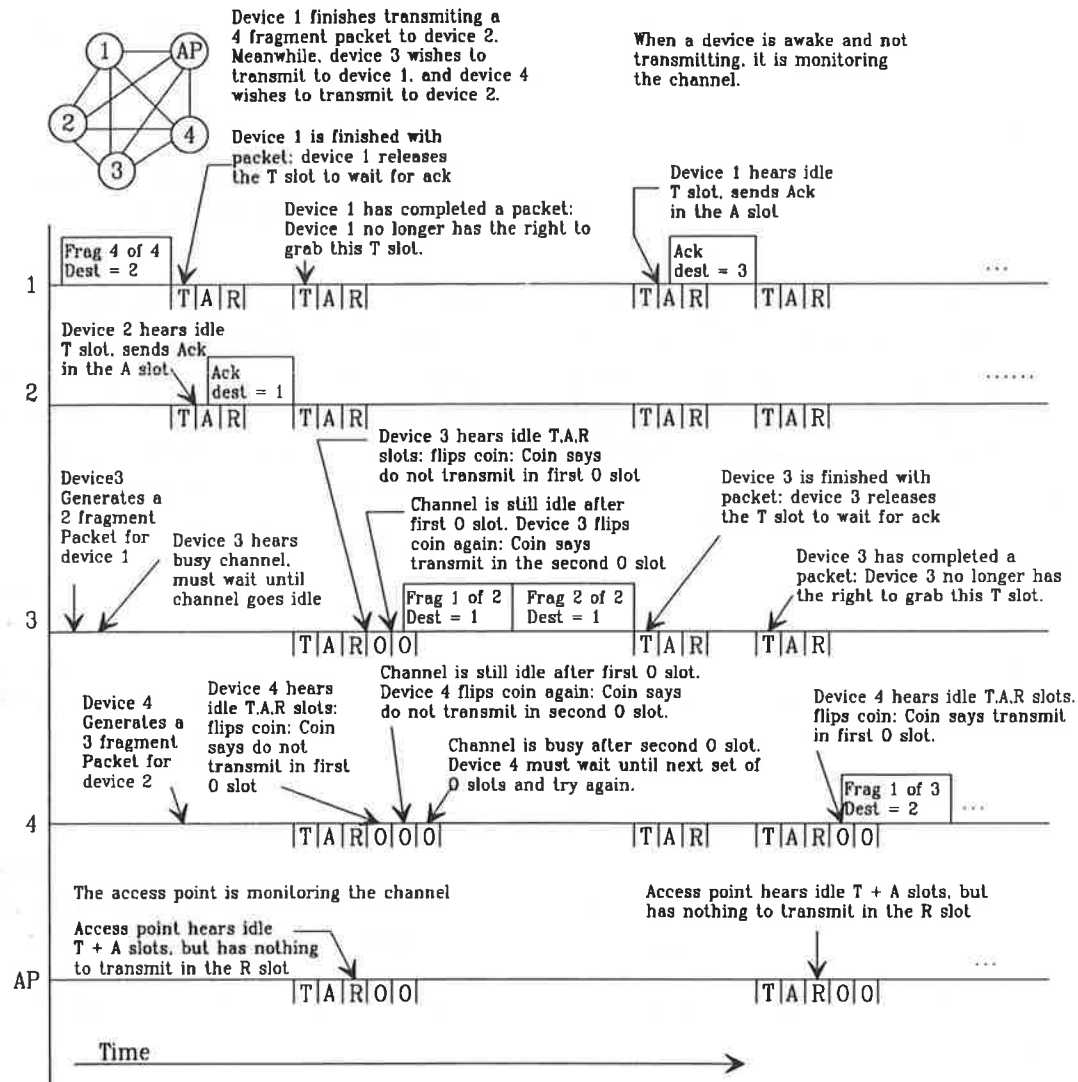 Device 1 finishes transmiting a
4 fragment packet to device 2.
Meanwhile, device 3 wishes to
transmit to device 1, and device 4
wishes to transmit to device 2.
When a device is awake and not
transmitting, it is monitoring
the channel.
1
AP
2
4
3
Device 1 is finished with
packet: device 1 releases
the T slot to wait for ack
Device 1 has completed a packet:
Device 1 no longer has the right to
grab this T slot.
Device 1 hears idle
T slot, sends Ack
in the A slot
Frag 4 of 4
Dest = 2
Ack
dest = 3
...
1
|T|A|R| |T|A|R| |T|A|R| |T|A|R|
Device 2 hears idle
T slot, sends Ack
in the A slot
Ack
dest = 1
......
2
|T|A|R| |T|A|R| |T|A|R| |T|A|R|
Device 3 hears idle T,A,R
slots: flips coin: Coin says
do not transmit in first O slot
Device3
Generates a
2 fragment
Packet for
device 1
Device 3 hears
busy channel,
must wait until
channel goes idle
Channel is still idle after
first O slot. Device 3 flips
coin again: Coin says
transmit in the second O slot
Device 3 is finished with
packet: device 3 releases
the T slot to wait for ack
Device 3 has completed a
packet: Device 3 no longer has
the right to grab this T slot.
Frag 1 of 2
Dest = 1
Frag 2 of 2
Dest = 1
3
|T|A|R|O|O| |T|A|R| |T|A|R|
Device 4
Generates a
3 fragment
Packet for
device 2
Device 4 hears
idle T,A,R slots:
flips coin: Coin
says do not
transmit in first
O slot
Channel is still idle after first O slot.
Device 4 flips coin again: Coin says
do not transmit in second O slot.
Channel is busy after second O slot.
Device 4 must wait until next set of
O slots and try again.
Device 4 hears idle T,A,R slots.
flips coin: Coin says transmit
in first O slot.
Frag 1 of 3
Dest = 2
...
4
|T|A|R|O|O|O| |T|A|R| |T|A|R|O|O|
The access point is monitoring the channel
Access point hears idle
T + A slots, but has nothing
to transmit in the R slot
Access point hears idle T + A slots, but
has nothing to transmit in the R slot
...
AP
|T|A|R|O|O| |T|A|R|O|O|
Time